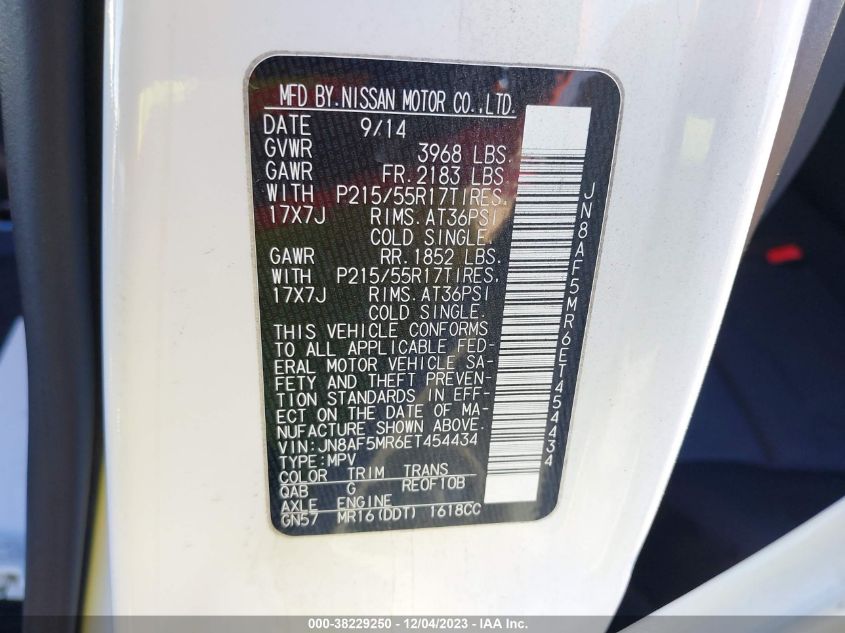 MFD BY.NISSAN MOTOR CO.,LTD.
DATE 9/14
GVWR 3968 LBS.
GAWR FR.2183 LBS
WITH P215/55R17TIRES.
17X7J RIMS.AT36PSI
COLD SINGLE.
GAWR RR.1852 LBS.
WITH P215/55R17TIRES.
17X7J RIMS.AT36PSI
COLD SINGLE.
THIS VEHICLE CONFORMS
TO ALL APPLICABLE FED-
ERAL MOTOR VEHICLE SA-
FETY AND THEFT PREVEN-
TION STANDARDS IN EFF-
ECT ON THE DATE OF MA-
NUFACTURE SHOWN ABOVE.
VIN:JN8AF5MR6ET454434
TYPE:MPV
COLOR TRIM TRANS
QAB G REOF10B
AXLE ENGINE
GN57 MR16(DDT) 1618CC
JN8AF5MR6ET454434
000-38229250 - 12/04/2023 - IAA Inc.